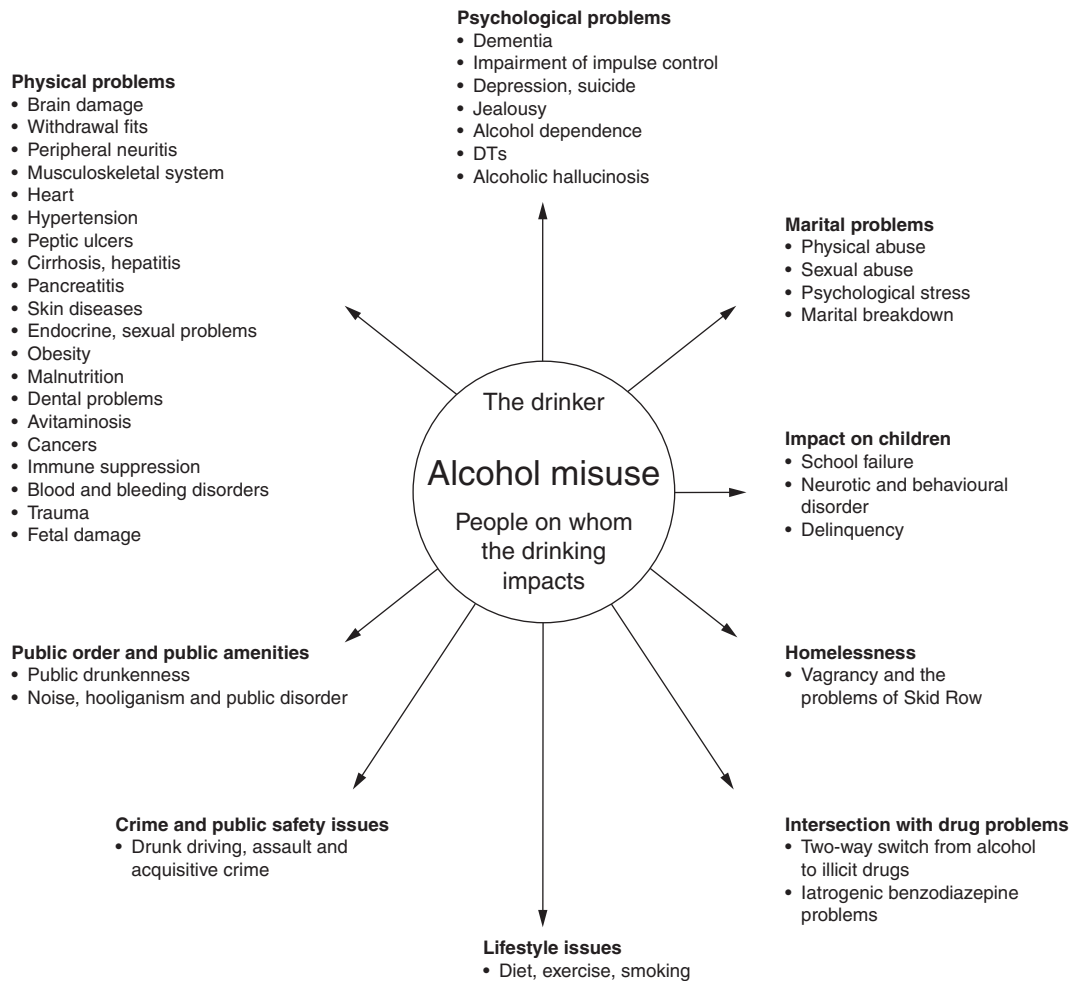 Psychological problems
• Dementia
• Impairment of impulse control
• Depression, suicide
• Jealousy
• Alcohol dependence
• DTs
• Alcoholic hallucinosis
Physical problems
• Brain damage
• Withdrawal fits
• Peripheral neuritis
• Musculoskeletal system
• Heart
• Hypertension
• Peptic ulcers
• Cirrhosis, hepatitis
• Pancreatitis
• Skin diseases
• Endocrine, sexual problems
• Obesity
• Malnutrition
• Dental problems
• Avitaminosis
• Cancers
• Immune suppression
• Blood and bleeding disorders
• Trauma
• Fetal damage
Marital problems
• Physical abuse
• Sexual abuse
• Psychological stress
• Marital breakdown
The drinker
Alcohol misuse
People on whom
the drinking
impacts
Impact on children
• School failure
• Neurotic and behavioural
disorder
• Delinquency
Public order and public amenities
• Public drunkenness
• Noise, hooliganism and public disorder
Homelessness
• Vagrancy and the
problems of Skid Row
Crime and public safety issues
• Drunk driving, assault and
acquisitive crime
Intersection with drug problems
• Two-way switch from alcohol
to illicit drugs
• Iatrogenic benzodiazepine
problems
Lifestyle issues
• Diet, exercise, smoking